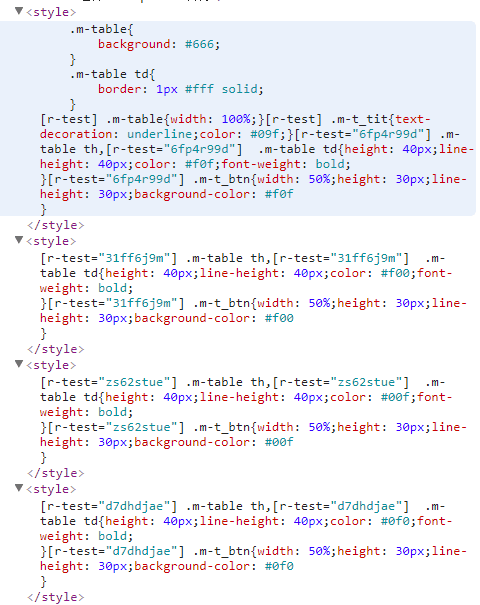 ▼<style>
.m-table{
background: #666;
}
.m-table td{
border: 1px #fff solid;
}
[r-test] .m-table{width: 100%;}[r-test] .m-t_tit{text-
decoration: underline;color: #09f;}[r-test="6fp4r99d"] .m-
table th,[r-test="6fp4r99d"]  .m-table td{height: 40px;line-
height: 40px;color: #f0f;font-weight: bold;
}[r-test="6fp4r99d"] .m-t_btn{width: 50%;height: 30px;line-
height: 30px;background-color: #f0f
}
</style>
▼<style>
[r-test="31ff6j9m"] .m-table th,[r-test="31ff6j9m"]  .m-
table td{height: 40px;line-height: 40px;color: #f00;font-
weight: bold;
}[r-test="31ff6j9m"] .m-t_btn{width: 50%;height: 30px;line-
height: 30px;background-color: #f00
}
</style>
▼<style>
[r-test="zs62stue"] .m-table th,[r-test="zs62stue"]  .m-
table td{height: 40px;line-height: 40px;color: #00f;font-
weight: bold;
}[r-test="zs62stue"] .m-t_btn{width: 50%;height: 30px;line-
height: 30px;background-color: #00f
}
</style>
▼<style>
[r-test="d7dhdjae"] .m-table th,[r-test="d7dhdjae"]  .m-
table td{height: 40px;line-height: 40px;color: #0f0;font-
weight: bold;
}[r-test="d7dhdjae"] .m-t_btn{width: 50%;height: 30px;line-
height: 30px;background-color: #0f0
}
</style>